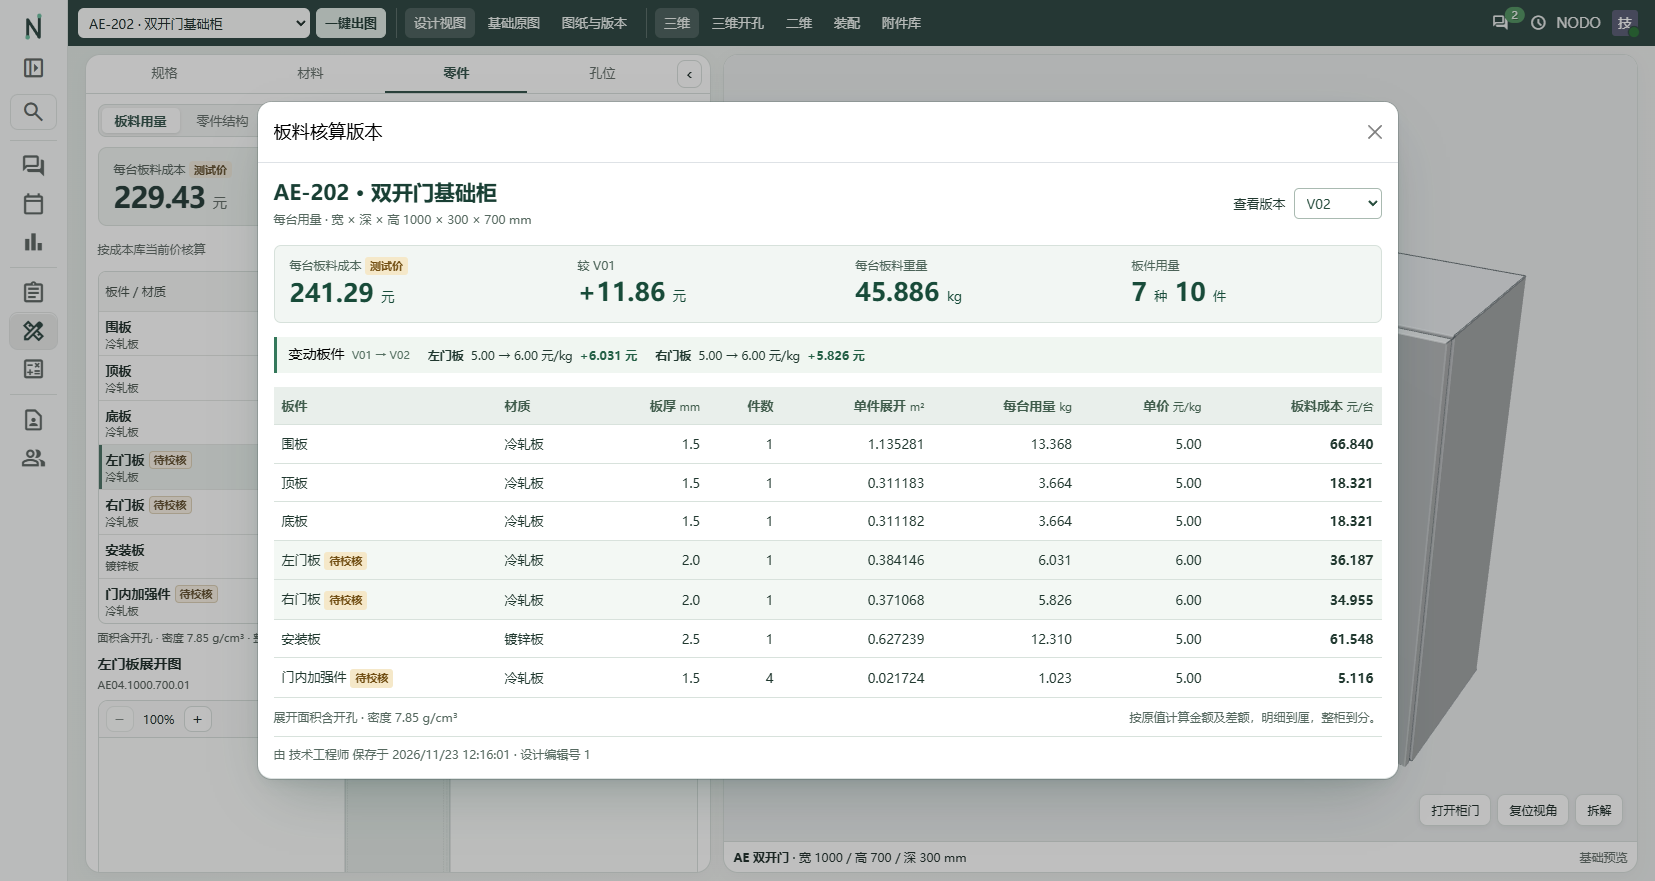 AE-202 · 双开门基础柜
一键出图
设计视图
基础原图
图纸与版本
三维
三维开孔
二维
装配
附件库
2
NODO
技
规格
材料
零件
孔位
板料用量
零件结构
每台板料成本 测试价
229.43 元
按成本库当前价核算
板件 / 材质
围板
冷轧板
顶板
冷轧板
底板
冷轧板
左门板 待校核
冷轧板
右门板 待校核
冷轧板
安装板
镀锌板
门内加强件 待校核
冷轧板
面积含开孔 · 密度 7.85 g/cm³ ·
左门板展开图
AE04.1000.700.01
− 100% +
板料核算版本
AE-202 · 双开门基础柜
每台用量 · 宽 × 深 × 高 1000 × 300 × 700 mm
查看版本 V02
每台板料成本 测试价
241.29 元
较 V01
+11.86 元
每台板料重量
45.886 kg
板件用量
7 种 10 件
变动板件 V01 → V02 左门板 5.00 → 6.00 元/kg +6.031 元 右门板 5.00 → 6.00 元/kg +5.826 元
板件 材质 板厚 mm 件数 单件展开 m² 每台用量 kg 单价 元/kg 板料成本 元/台
围板 冷轧板 1.5 1 1.135281 13.368 5.00 66.840
顶板 冷轧板 1.5 1 0.311183 3.664 5.00 18.321
底板 冷轧板 1.5 1 0.311182 3.664 5.00 18.321
左门板 待校核 冷轧板 2.0 1 0.384146 6.031 6.00 36.187
右门板 待校核 冷轧板 2.0 1 0.371068 5.826 6.00 34.955
安装板 镀锌板 2.5 1 0.627239 12.310 5.00 61.548
门内加强件 待校核 冷轧板 1.5 4 0.021724 1.023 5.00 5.116
展开面积含开孔 · 密度 7.85 g/cm³
按原值计算金额及差额，明细到厘，整柜到分。
由 技术工程师 保存于 2026/11/23 12:16:01 · 设计编辑号 1
打开柜门
复位视角
拆解
AE 双开门 · 宽 1000 / 高 700 / 深 300 mm
基础预览